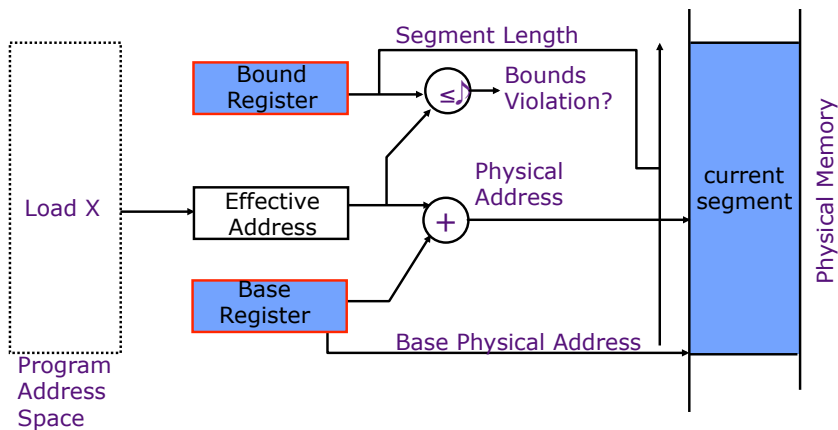 Segment Length
Bound
Register
≤♪
Bounds
Violation?
Load X
Effective
Address
Physical
Address
+
current
segment
Physical Memory
Base
Register
Base Physical Address
Program
Address
Space